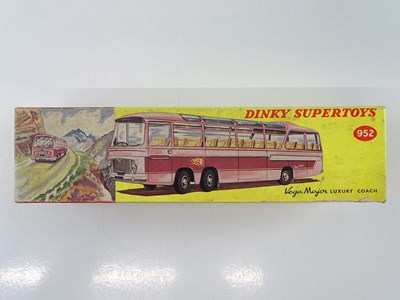 DINKY SUPERTOYS
952
Vega Major LUXURY COACH